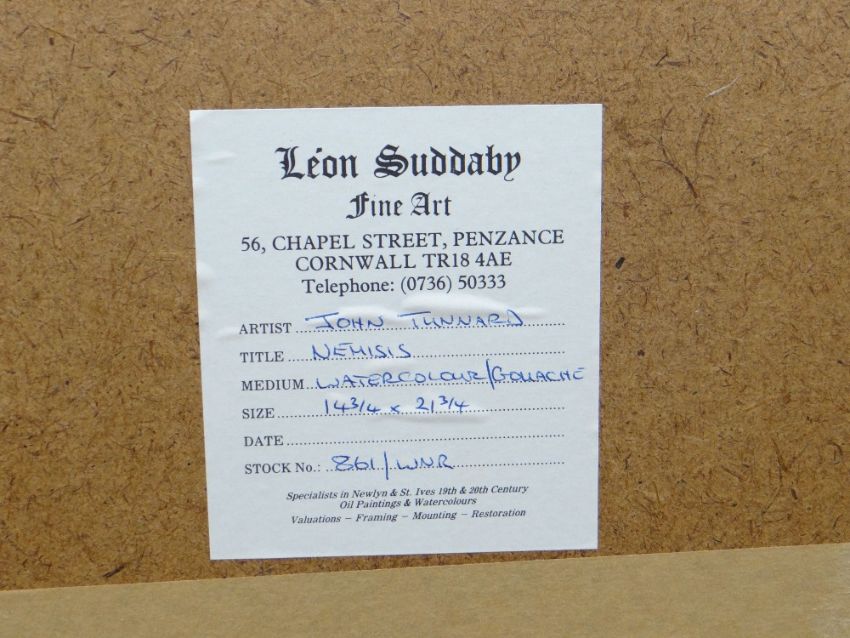 Léon Suddaby
Fine Art
56, CHAPEL STREET, PENZANCE
CORNWALL TR18 4AE
Telephone: (0736) 50333
ARTIST JOHN TUNNARD
TITLE NEMISIS
MEDIUM WATERCOLOUR/GOUACHE
SIZE 14 3/4 x 21 3/4
DATE
STOCK No.: 861/WNR
Specialists in Newlyn & St. Ives 19th & 20th Century
Oil Paintings & Watercolours
Valuations – Framing – Mounting – Restoration